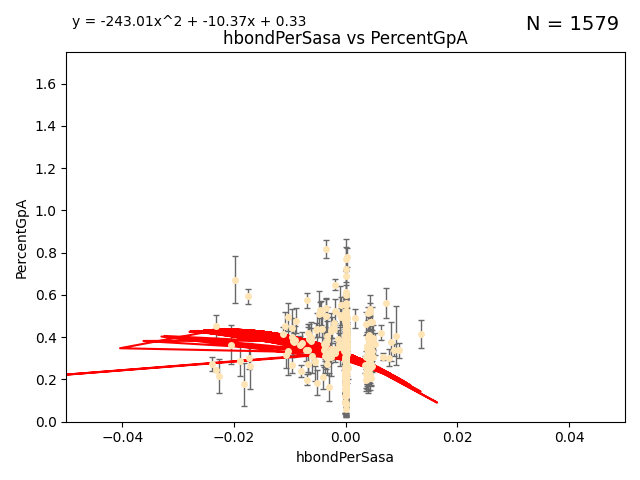 y = -243.01x^2 + -10.37x + 0.33
N = 1579
hbondPerSasa vs PercentGpA
PercentGpA
1.6
1.4
1.2
1.0
0.8
0.6
0.4
0.2
0.0
−0.04 −0.02 0.00 0.02 0.04
hbondPerSasa